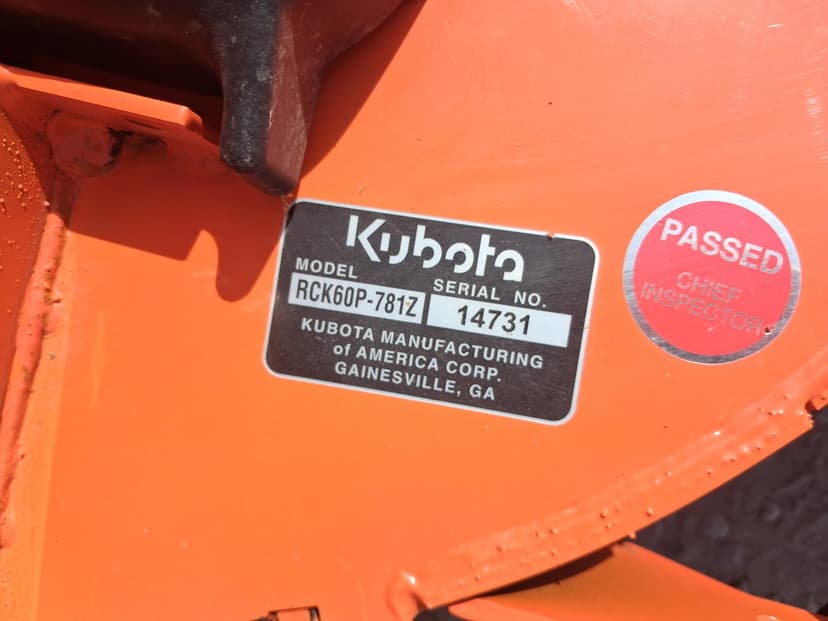 Kubota
MODEL
SERIAL NO.
RCK60P-781Z
14731
KUBOTA MANUFACTURING
of AMERICA CORP.
GAINESVILLE, GA
PASSED
CHIEF
INSPECTOR